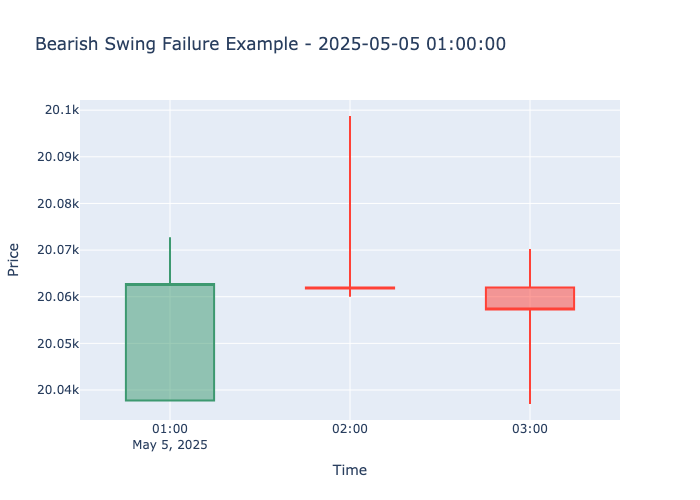 Bearish Swing Failure Example - 2025-05-05 01:00:00
20.1k
20.09k
20.08k
20.07k
20.06k
20.05k
20.04k
Price
01:00
May 5, 2025
02:00
03:00
Time